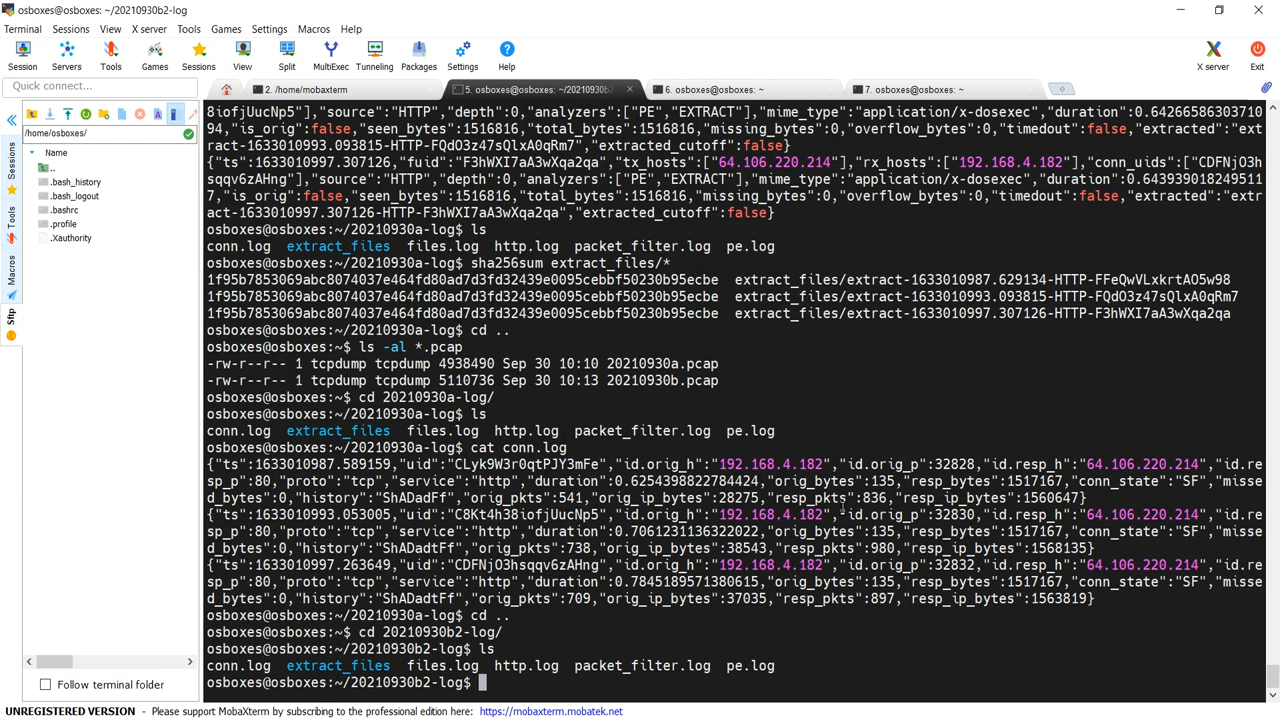 osboxes@osboxes: ~/20210930b2-log
Terminal Sessions View X server Tools Games Settings Macros Help
Session Servers Tools Games Sessions View Split MultiExec Tunneling Packages Settings Help X server Exit
Quick connect...
2. /home/mobaxterm
5. osboxes@osboxes: ~/20210930b2
6. osboxes@osboxes: ~
7. osboxes@osboxes: ~
/home/osboxes/
Name
..
.bash_history
.bash_logout
.bashrc
.profile
.Xauthority
Sessions
Tools
Macros
Sftp
Follow terminal folder
8iofjUucNp5"],"source":"HTTP","depth":0,"analyzers":["PE","EXTRACT"],"mime_type":"application/x-dosexec","duration":0.6426658630371094,
94,"is_orig":false,"seen_bytes":1516816,"total_bytes":1516816,"missing_bytes":0,"overflow_bytes":0,"timedout":false,"extracted":"ext
ract-1633010993.093815-HTTP-FQdO3z47sQlxA0qRm7","extracted_cutoff":false}
{"ts":1633010997.307126,"fuid":"F3hWXI7aA3wXqa2qa","tx_hosts":["64.106.220.214"],"rx_hosts":["192.168.4.182"],"conn_uids":["CDFNjO3h
sqqv6zAHng"],"source":"HTTP","depth":0,"analyzers":["PE","EXTRACT"],"mime_type":"application/x-dosexec","duration":0.643939018249511
7,"is_orig":false,"seen_bytes":1516816,"total_bytes":1516816,"missing_bytes":0,"overflow_bytes":0,"timedout":false,"extracted":"extr
act-1633010997.307126-HTTP-F3hWXI7aA3wXqa2qa","extracted_cutoff":false}
osboxes@osboxes:~/20210930a-log$ ls
conn.log extract_files files.log http.log packet_filter.log pe.log
osboxes@osboxes:~/20210930a-log$ sha256sum extract_files/*
1f95b7853069abc8074037e464fd80ad7d3fd32439e0095cebbf50230b95ecbe extract_files/extract-1633010987.629134-HTTP-FFeQwVLxkrtAO5w98
1f95b7853069abc8074037e464fd80ad7d3fd32439e0095cebbf50230b95ecbe extract_files/extract-1633010993.093815-HTTP-FQdO3z47sQlxA0qRm7
1f95b7853069abc8074037e464fd80ad7d3fd32439e0095cebbf50230b95ecbe extract_files/extract-1633010997.307126-HTTP-F3hWXI7aA3wXqa2qa
osboxes@osboxes:~/20210930a-log$ cd ..
osboxes@osboxes:~$ ls -al *.pcap
-rw-r--r-- 1 tcpdump tcpdump 4938490 Sep 30 10:10 20210930a.pcap
-rw-r--r-- 1 tcpdump tcpdump 5110736 Sep 30 10:13 20210930b.pcap
osboxes@osboxes:~$ cd 20210930a-log/
osboxes@osboxes:~/20210930a-log$ ls
conn.log extract_files files.log http.log packet_filter.log pe.log
osboxes@osboxes:~/20210930a-log$ cat conn.log
{"ts":1633010987.589159,"uid":"CLyk9W3r0qtPJY3mFe","id.orig_h":"192.168.4.182","id.orig_p":32828,"id.resp_h":"64.106.220.214","id.re
sp_p":80,"proto":"tcp","service":"http","duration":0.6254398822784424,"orig_bytes":135,"resp_bytes":1517167,"conn_state":"SF","misse
d_bytes":0,"history":"ShADadFf","orig_pkts":541,"orig_ip_bytes":28275,"resp_pkts":836,"resp_ip_bytes":1560647}
{"ts":1633010993.053005,"uid":"C8Kt4h38iofjUucNp5","id.orig_h":"192.168.4.182","id.orig_p":32830,"id.resp_h":"64.106.220.214","id.re
sp_p":80,"proto":"tcp","service":"http","duration":0.7061231136322022,"orig_bytes":135,"resp_bytes":1517167,"conn_state":"SF","misse
d_bytes":0,"history":"ShADadtFf","orig_pkts":738,"orig_ip_bytes":38543,"resp_pkts":980,"resp_ip_bytes":1568135}
{"ts":1633010997.263649,"uid":"CDFNjO3hsqqv6zAHng","id.orig_h":"192.168.4.182","id.orig_p":32832,"id.resp_h":"64.106.220.214","id.re
sp_p":80,"proto":"tcp","service":"http","duration":0.7845189571380615,"orig_bytes":135,"resp_bytes":1517167,"conn_state":"SF","misse
d_bytes":0,"history":"ShADadtFf","orig_pkts":709,"orig_ip_bytes":37035,"resp_pkts":897,"resp_ip_bytes":1563819}
osboxes@osboxes:~/20210930a-log$ cd ..
osboxes@osboxes:~$ cd 20210930b2-log/
osboxes@osboxes:~/20210930b2-log$ ls
conn.log extract_files files.log http.log packet_filter.log pe.log
osboxes@osboxes:~/20210930b2-log$
UNREGISTERED VERSION - Please support MobaXterm by subscribing to the professional edition here: https://mobaxterm.mobatek.net